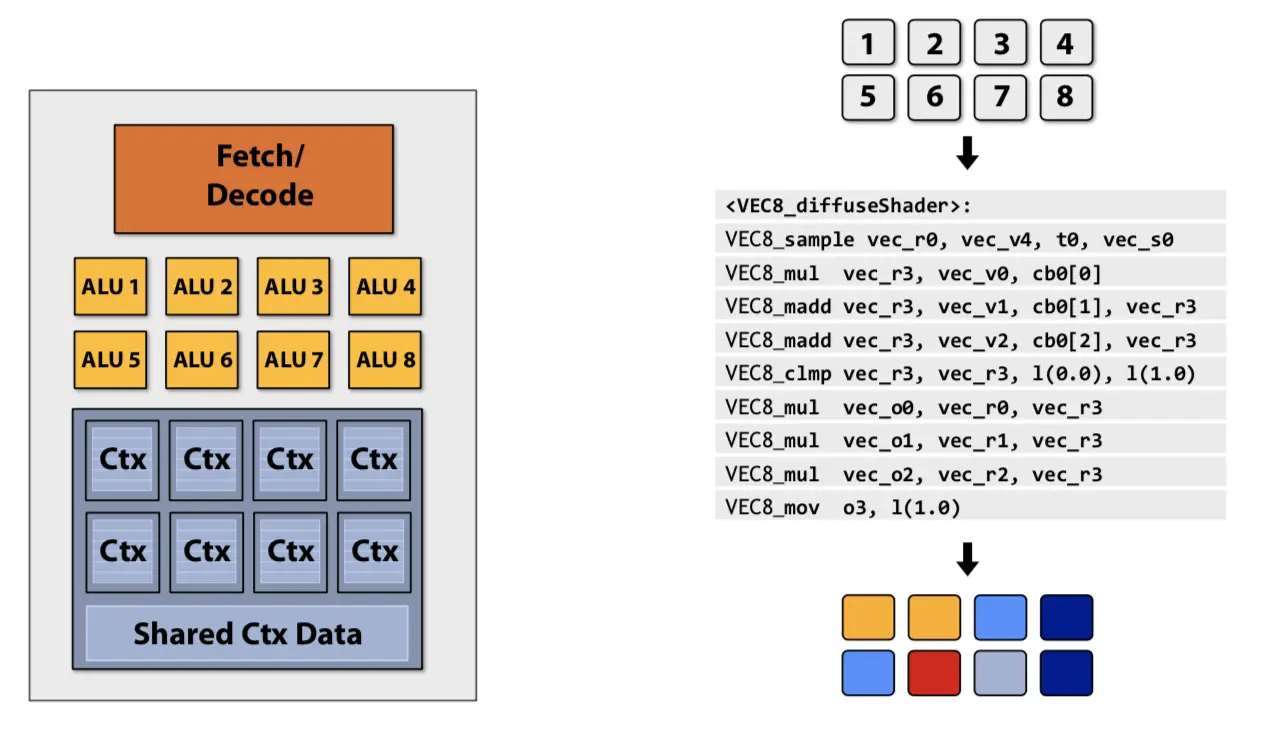 Fetch/
Decode
ALU 1 ALU 2 ALU 3 ALU 4
ALU 5 ALU 6 ALU 7 ALU 8
Ctx Ctx Ctx Ctx
Ctx Ctx Ctx Ctx
Shared Ctx Data
1 2 3 4
5 6 7 8
<VEC8_diffuseShader>:
VEC8_sample vec_r0, vec_v4, t0, vec_s0
VEC8_mul vec_r3, vec_v0, cb0[0]
VEC8_madd vec_r3, vec_v1, cb0[1], vec_r3
VEC8_madd vec_r3, vec_v2, cb0[2], vec_r3
VEC8_clmp vec_r3, vec_r3, l(0.0), l(1.0)
VEC8_mul vec_o0, vec_r0, vec_r3
VEC8_mul vec_o1, vec_r1, vec_r3
VEC8_mul vec_o2, vec_r2, vec_r3
VEC8_mov o3, l(1.0)